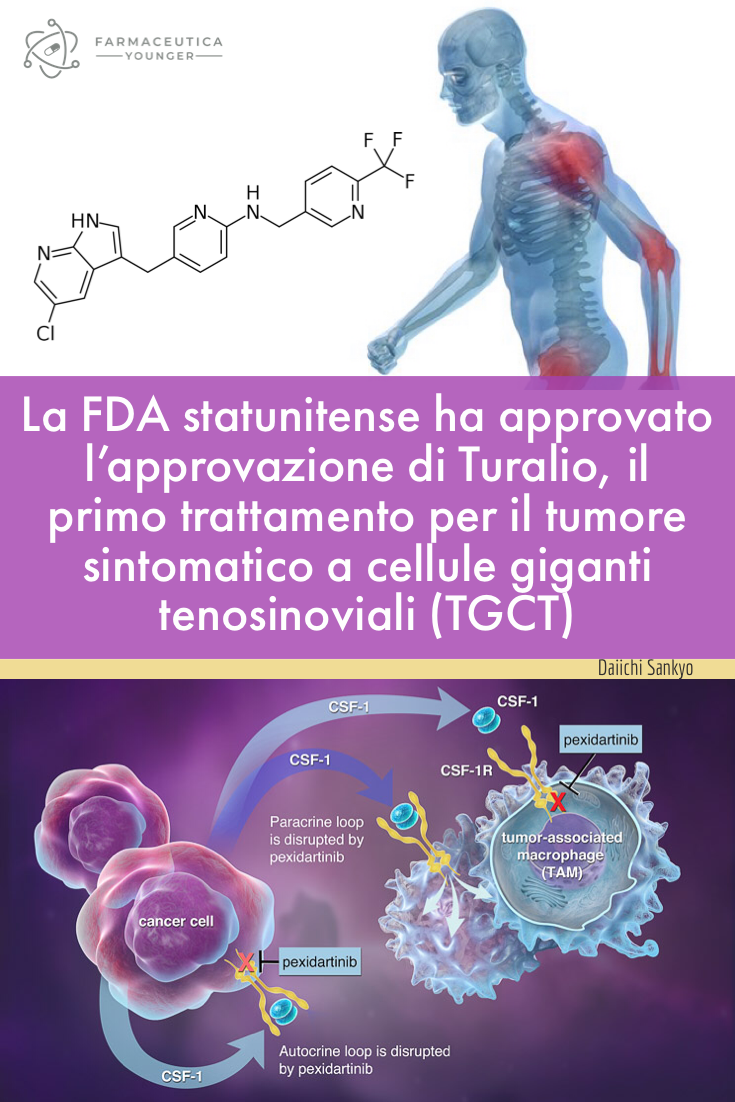 FARMACEUTICA
YOUNGER
F
F
F
H
N
N
N
HN
N
Cl
La FDA statunitense ha approvato
l’approvazione di Turalio, il
primo trattamento per il tumore
sintomatico a cellule giganti
tenosinoviali (TGCT)
Daiichi Sankyo
CSF-1
CSF-1
pexidartinib
CSF-1
CSF-1R
X
Paracrine loop
is disrupted by
pexidartinib
tumor-associated
macrophage
(TAM)
cancer cell
X
pexidartinib
Autocrine loop is disrupted
by pexidartinib
CSF-1